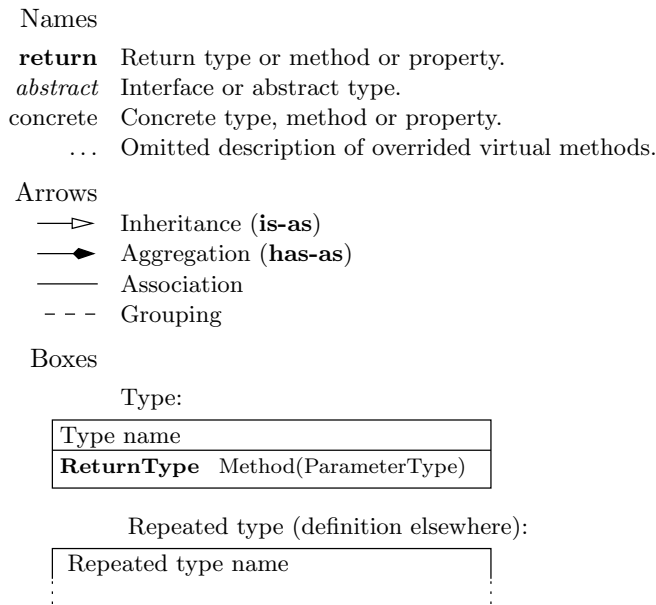 Names
return Return type or method or property.
abstract Interface or abstract type.
concrete Concrete type, method or property.
... Omitted description of overrided virtual methods.
Arrows
Inheritance (is-as)
Aggregation (has-as)
Association
Grouping
Boxes
Type:
Type name
ReturnType Method(ParameterType)
Repeated type (definition elsewhere):
Repeated type name